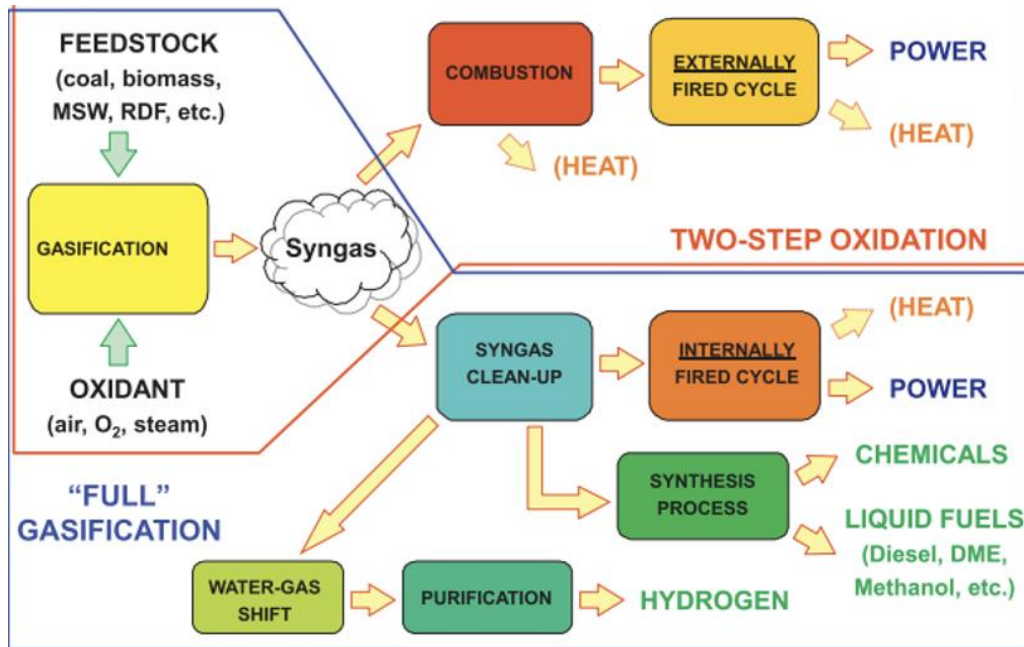 FEEDSTOCK
(coal, biomass,
MSW, RDF, etc.)
GASIFICATION
OXIDANT
(air, O₂, steam)
Syngas
COMBUSTION
(HEAT)
EXTERNALLY
FIRED CYCLE
POWER
(HEAT)
TWO-STEP OXIDATION
SYNGAS
CLEAN-UP
INTERNALLY
FIRED CYCLE
(HEAT)
POWER
SYNTHESIS
PROCESS
CHEMICALS
LIQUID FUELS
(Diesel, DME,
Methanol, etc.)
“FULL”
GASIFICATION
WATER-GAS
SHIFT
PURIFICATION
HYDROGEN